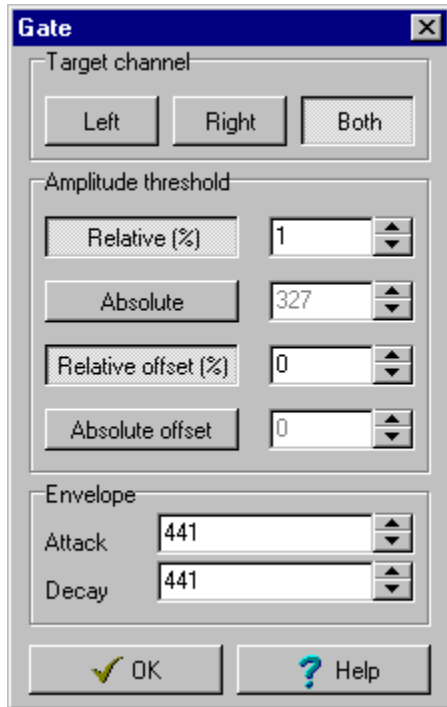 Gate
Target channel
Left Right Both
Amplitude threshold
Relative (%) 1
Absolute 327
Relative offset (%) 0
Absolute offset 0
Envelope
Attack 441
Decay 441
OK ? Help